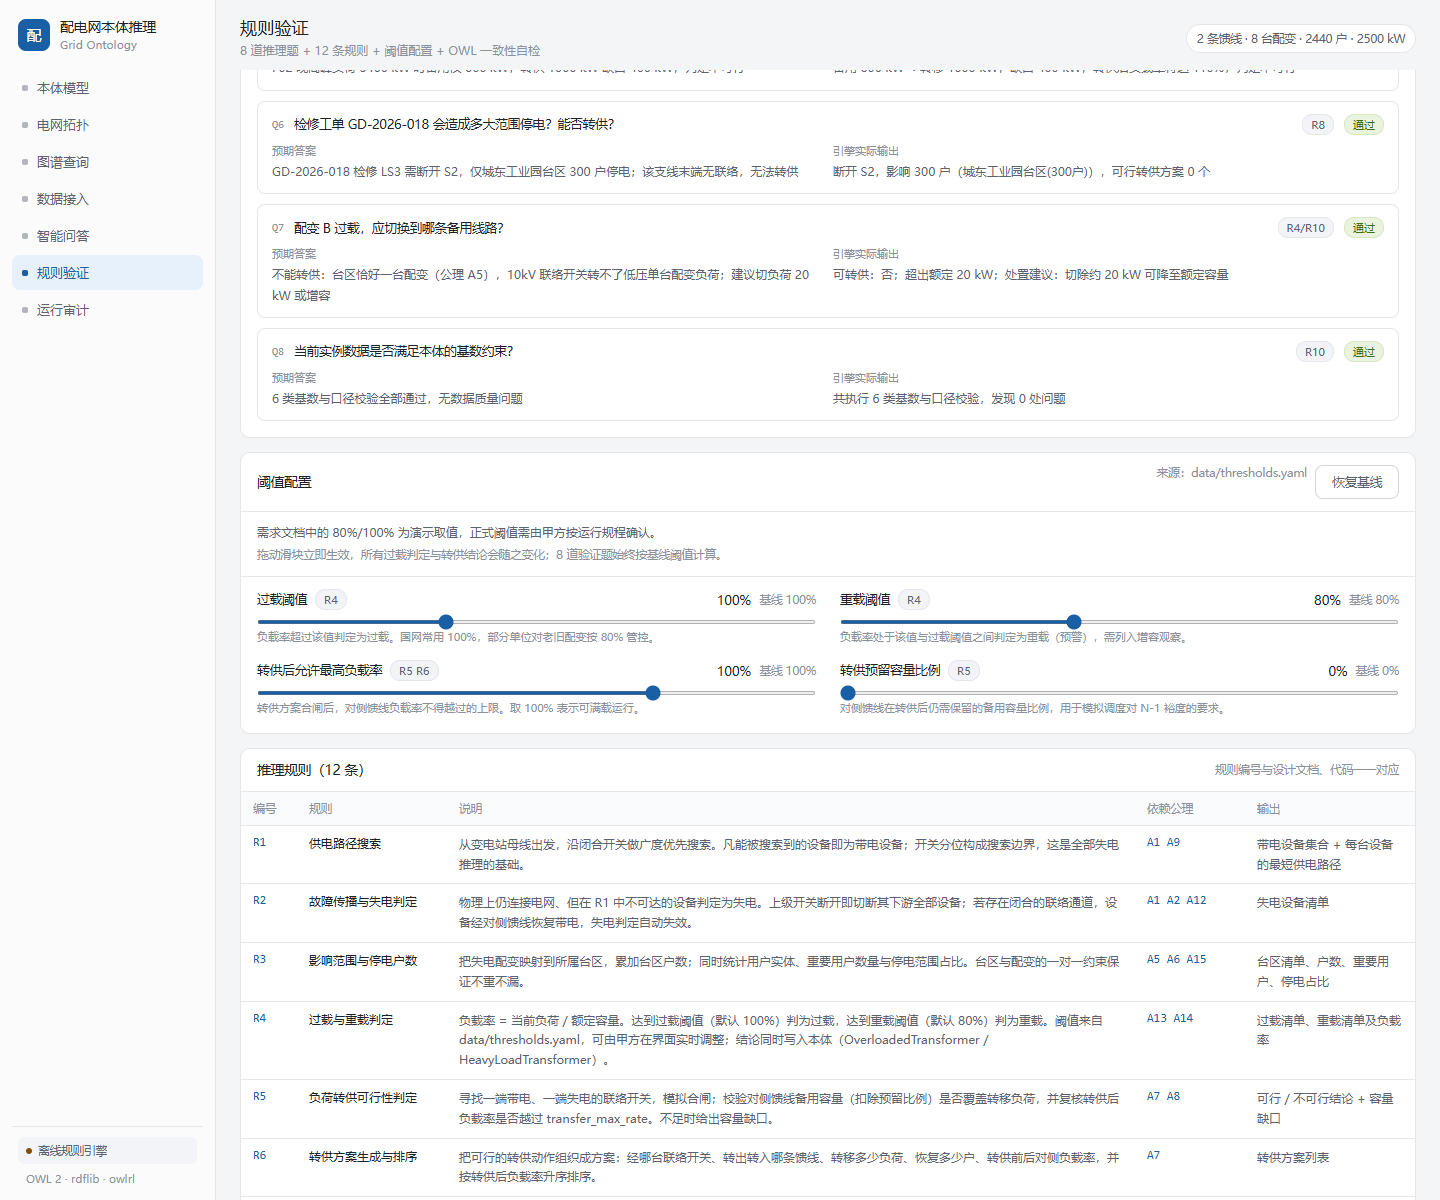 配
配电网本体推理
Grid Ontology
本体模型
电网拓扑
图谱查询
数据接入
智能问答
规则验证
运行审计
离线规则引擎
OWL 2 · rdflib · owlrl
规则验证
8 道推理题 + 12 条规则 + 阈值配置 + OWL 一致性自检
2 条馈线 · 8 台配变 · 2440 户 · 2500 kW
Q6 检修工单 GD-2026-018 会造成多大范围停电？能否转供？
R8 通过
预期答案
GD-2026-018 检修 LS3 需断开 S2，仅城东工业园台区 300 户停电；该支线末端无联络，无法转供
引擎实际输出
断开 S2，影响 300 户（城东工业园台区(300户)），可行转供方案 0 个
Q7 配变 B 过载，应切换到哪条备用线路？
R4/R10 通过
预期答案
不能转供：台区恰好一台配变（公理 A5），10kV 联络开关转不了低压单台配变负荷；建议切负荷 20
kW 或增容
引擎实际输出
可转供：否；超出额定 20 kW；处置建议：切除约 20 kW 可降至额定容量
Q8 当前实例数据是否满足本体的基数约束？
R10 通过
预期答案
6 类基数与口径校验全部通过，无数据质量问题
引擎实际输出
共执行 6 类基数与口径校验，发现 0 处问题
阈值配置
来源：data/thresholds.yaml
恢复基线
需求文档中的 80%/100% 为演示取值，正式阈值需由甲方按运行规程确认。
拖动滑块立即生效，所有过载判定与转供结论会随之变化；8 道验证题始终按基线阈值计算。
过载阈值 R4 100% 基线 100%
负载率超过该值判定为过载。国网常用 100%，部分单位对老旧配变按 80% 管控。
重载阈值 R4 80% 基线 80%
负载率处于该值与过载阈值之间判定为重载（预警），需列入增容观察。
转供后允许最高负载率 R5 R6 100% 基线 100%
转供方案合闸后，对侧馈线负载率不得越过的上限。取 100% 表示可满载运行。
转供预留容量比例 R5 0% 基线 0%
对侧馈线在转供后仍需保留的备用容量比例，用于模拟调度对 N-1 裕度的要求。
推理规则（12 条）
规则编号与设计文档、代码一一对应
编号 规则 说明 依赖公理 输出
R1 供电路径搜索 从变电站母线出发，沿闭合开关做广度优先搜索。凡能被搜索到的设备即为带电设备；开关分位构成搜索边界，这是全部失电 A1 A9 带电设备集合 + 每台设备
推理的基础。 的最短供电路径
R2 故障传播与失电判定 物理上仍连接电网、但在 R1 中不可达的设备判定为失电。上级开关断开即切断其下游全部设备；若存在闭合的联络通道，设 A1 A2 A12 失电设备清单
备经对侧馈线恢复带电，失电判定自动失效。
R3 影响范围与停电户数 把失电配变映射到所属台区，累加台区户数；同时统计用户实体、重要用户数量与停电范围占比。台区与配变的一对一约束保 A5 A6 A15 台区清单、户数、重要用
证不重不漏。 户、停电占比
R4 过载与重载判定 负载率 = 当前负荷 / 额定容量。达到过载阈值（默认 100%）判为过载，达到重载阈值（默认 80%）判为重载。阈值来自 A13 A14 过载清单、重载清单及负载
data/thresholds.yaml，可由甲方在界面实时调整；结论同时写入本体（OverloadedTransformer / 率
HeavyLoadTransformer）。
R5 负荷转供可行性判定 寻找一端带电、一端失电的联络开关，模拟合闸；校验对侧馈线备用容量（扣除预留比例）是否覆盖转移负荷，并复核转供后 A7 A8 可行 / 不可行结论 + 容量
负载率是否越过 transfer_max_rate。不足时给出容量缺口。 缺口
R6 转供方案生成与排序 把可行的转供动作组织成方案：经哪台联络开关、转出转入哪条馈线、转移多少负荷、恢复多少户、转供前后对侧负载率，并 A7 转供方案列表
按转供后负载率升序排序。